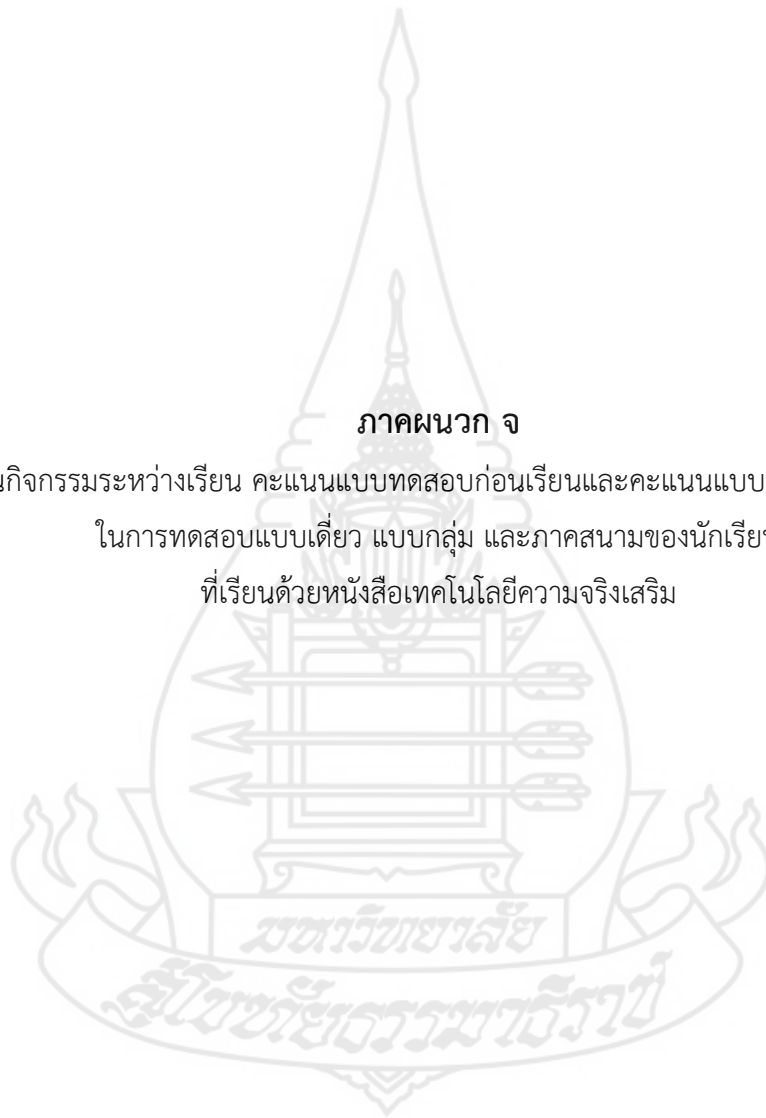 ภาคผนวก จ
นกิจกรรมระหว่างเรียน คะแนนแบบทดสอบก่อนเรียนและคะแนนแบบ
ในการทดสอบแบบเดี่ยว แบบกลุ่ม และภาคสนามของนักเรียน
ที่เรียนด้วยหนังสือเทคโนโลยีความจริงเสริม
มหาวิทยาลัย
สุโขทัยธรรมาธิราช